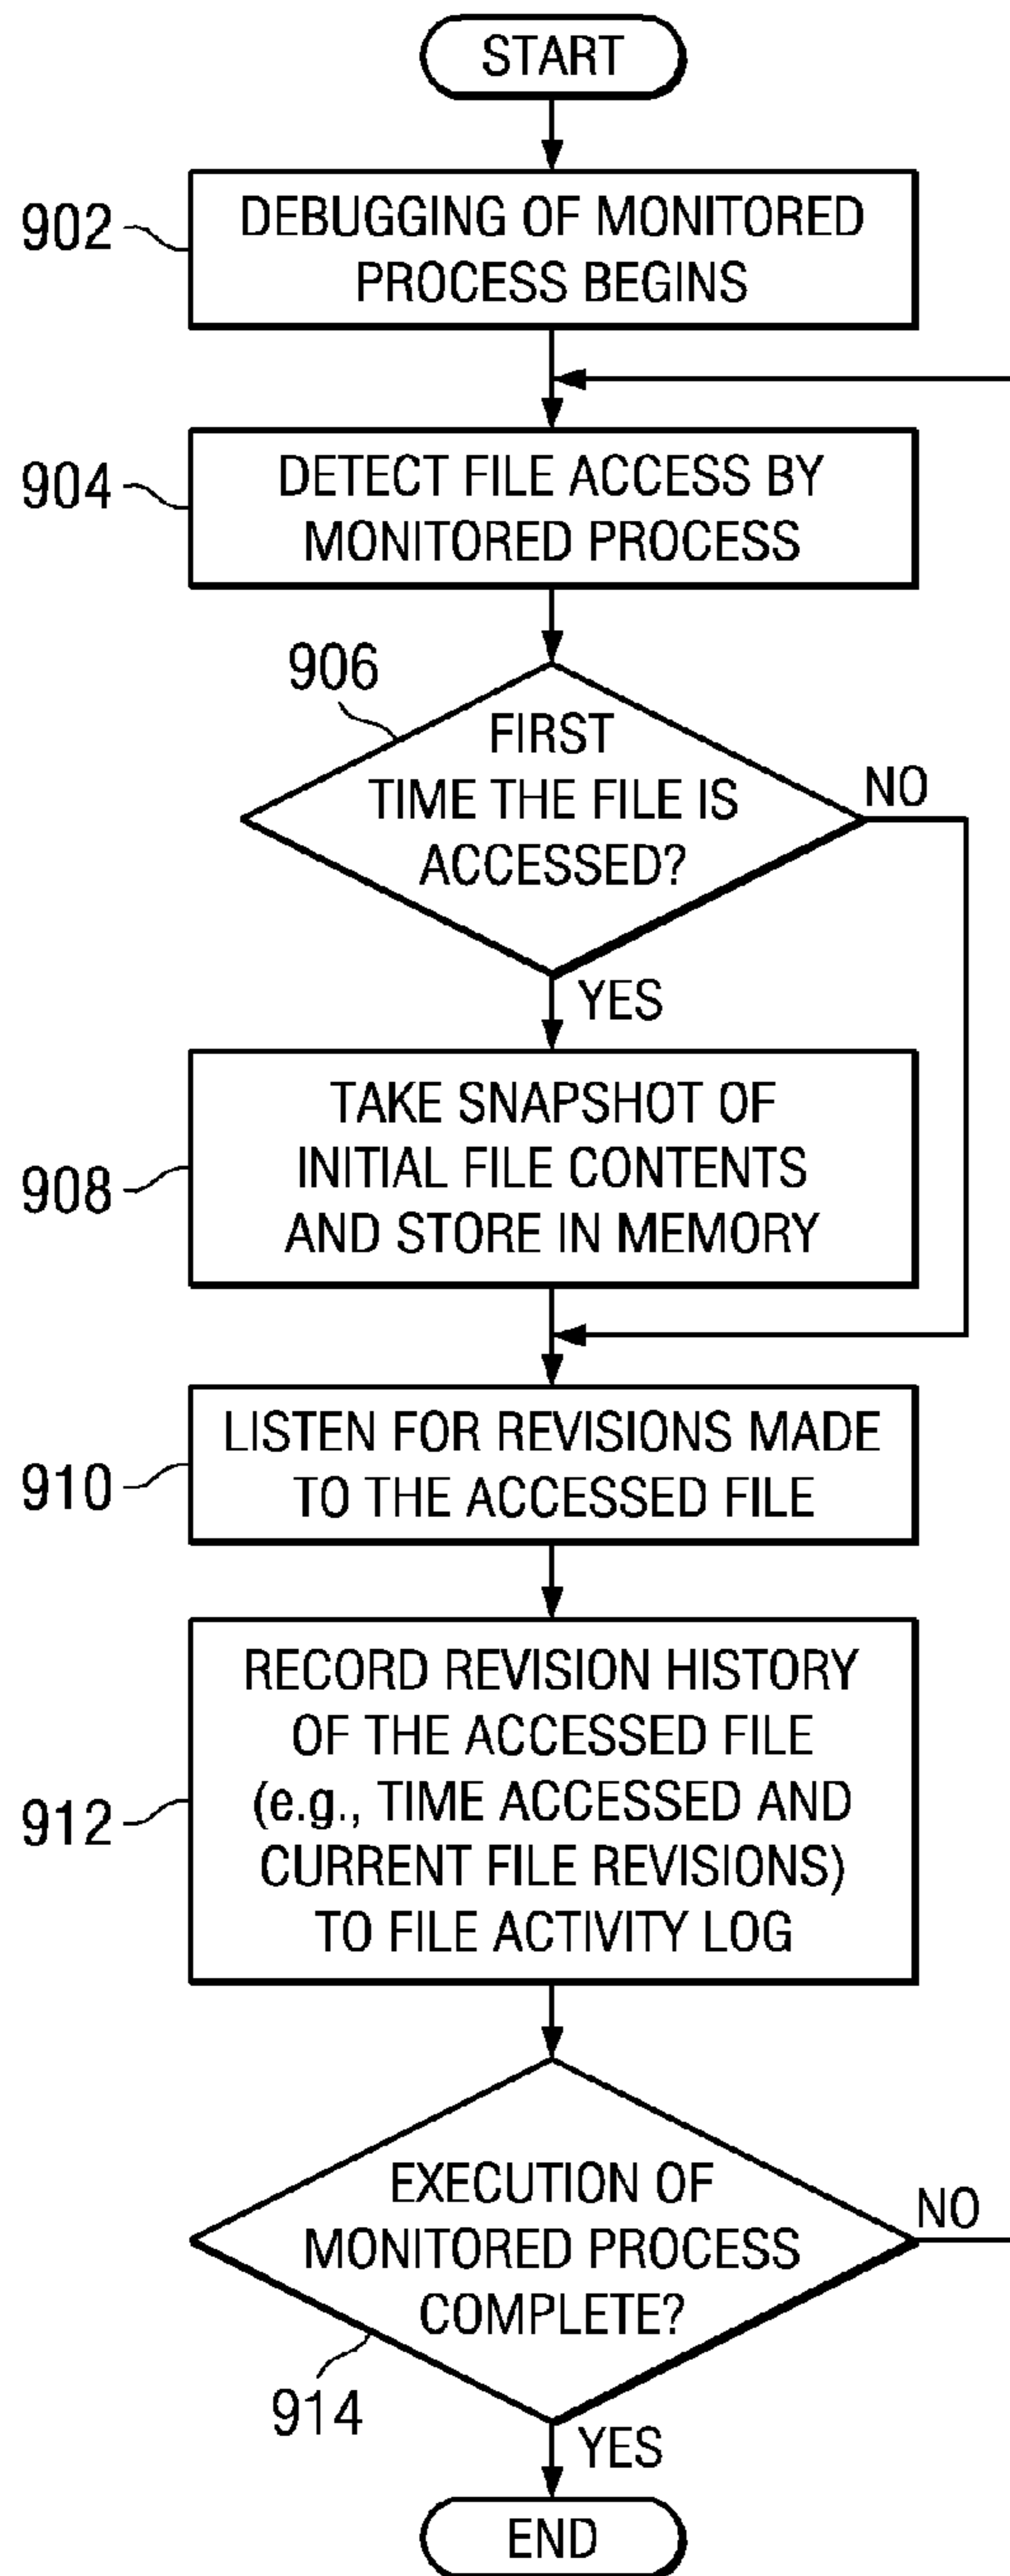 START
902
DEBUGGING OF MONITORED
PROCESS BEGINS
904
DETECT FILE ACCESS BY
MONITORED PROCESS
906
FIRST
TIME THE FILE IS
ACCESSED?
NO
YES
908
TAKE SNAPSHOT OF
INITIAL FILE CONTENTS
AND STORE IN MEMORY
910
LISTEN FOR REVISIONS MADE
TO THE ACCESSED FILE
912
RECORD REVISION HISTORY
OF THE ACCESSED FILE
(e.g., TIME ACCESSED AND
CURRENT FILE REVISIONS)
TO FILE ACTIVITY LOG
EXECUTION OF
MONITORED PROCESS
COMPLETE?
NO
914
YES
END